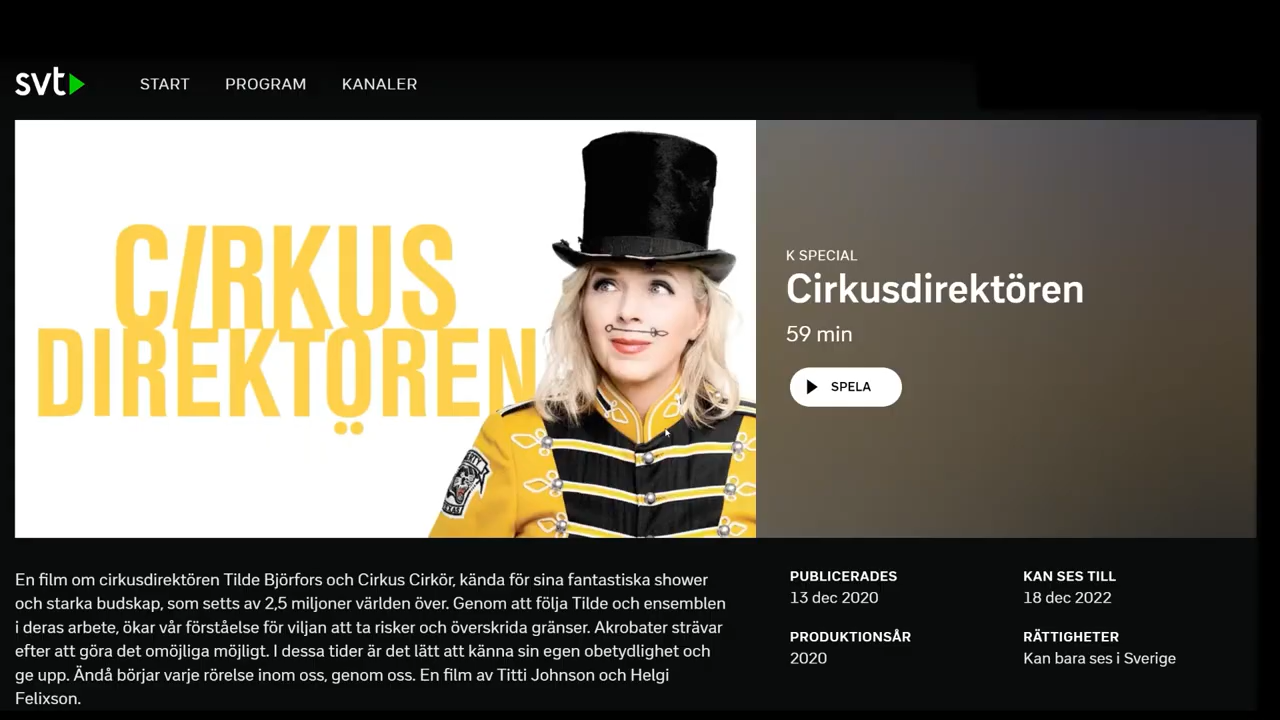 svt
START PROGRAM KANALER
CIRKUS
DIREKTÖREN
K SPECIAL
Cirkusdirektören
59 min
SPELA
En film om cirkusdirektören Tilde Björfors och Cirkus Cirkör, kända för sina fantastiska shower
och starka budskap, som setts av 2,5 miljoner världen över. Genom att följa Tilde och ensemblen
i deras arbete, ökar vår förståelse för viljan att ta risker och överskrida gränser. Akrobater strävar
efter att göra det omöjliga möjligt. I dessa tider är det lätt att känna sin egen obetydlighet och
ge upp. Ändå börjar varje rörelse inom oss, genom oss. En film av Titti Johnson och Helgi
Felixson.
PUBLICERADES
13 dec 2020
KAN SES TILL
18 dec 2022
PRODUKTIONSÅR
2020
RÄTTIGHETER
Kan bara ses i Sverige